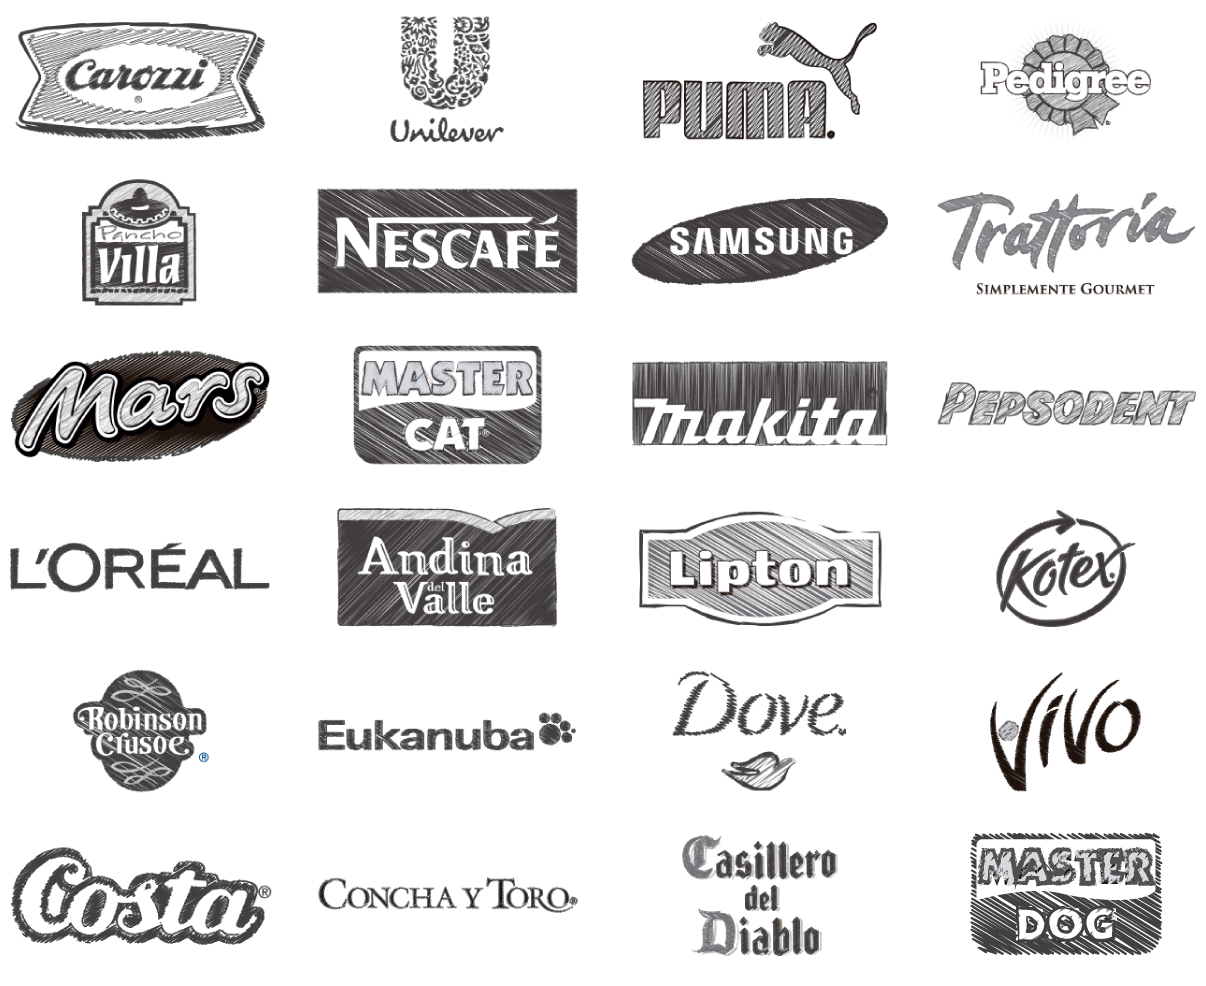 Carozzi
®
Unilever
PUMA.
Pedigree
Pancho
Villa
NESCAFÉ
SAMSUNG
Trattoría
SIMPLEMENTE GOURMET
Mars®
MASTER
CAT®
makita
PEPSODENT
L'ORÉAL
Andina
del
Valle
Lipton
Kotex
Robinson
Crusoe
®
Eukanuba
Dove.
ViVO
Costa®
CONCHA Y TORO®
Casillero
del
Diablo
MASTER
DOG